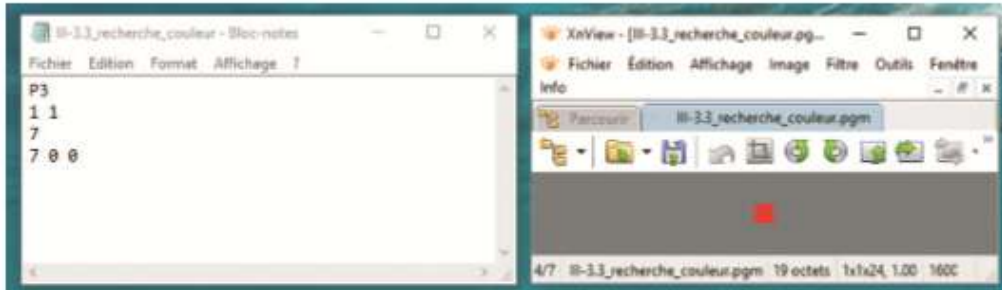 III-3.3_recherche_couleur - Bloc-notes
Fichier Edition Format Affichage ?
P3
1 1
7
7 0 0
XnView - [III-3.3_recherche_couleur.pg...
Fichier Édition Affichage Image Filtre Outils Fenêtre
Info
Parcourir III-3.3_recherche_couleur.pgm
4/7 III-3.3_recherche_couleur.pgm 19 octets 1x1x24, 1.00